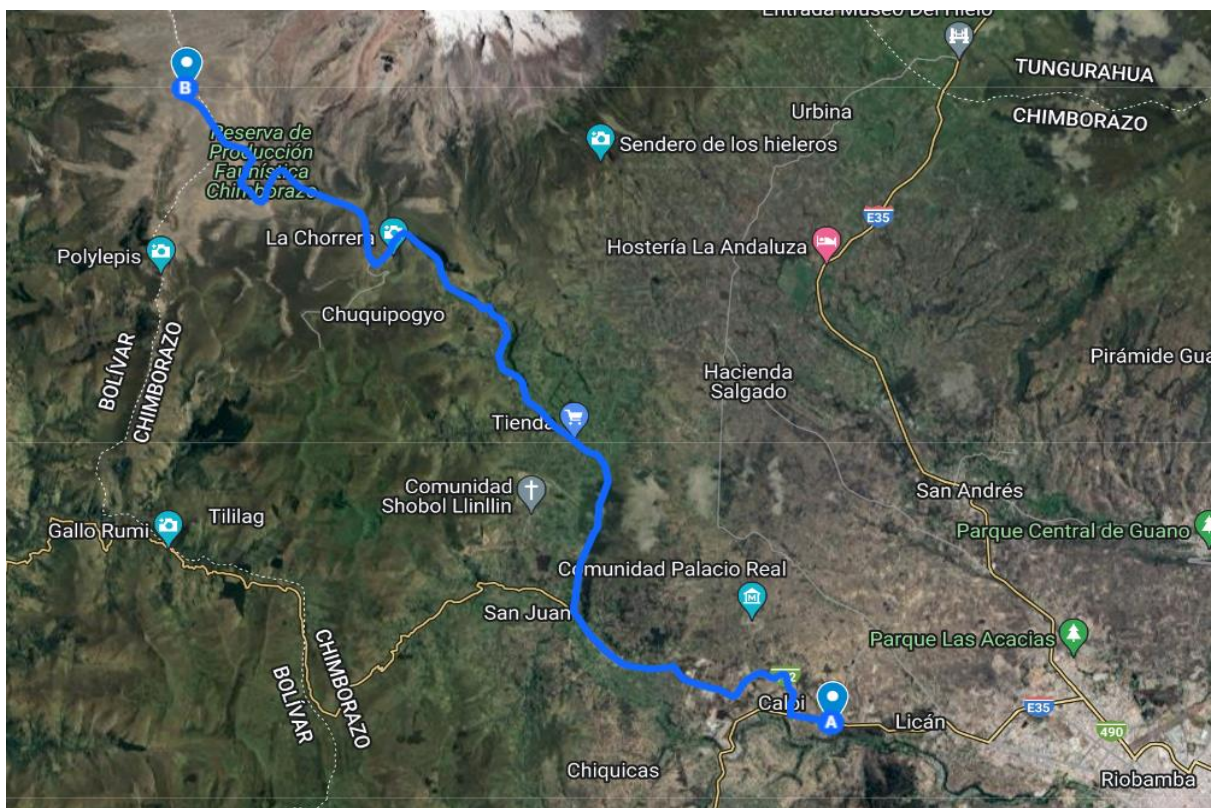 Entrada Museo Del Hielo
TUNGURAHUA
CHIMBORAZO
Urbina
B
Reserva de
Producción
Faunística
Chimborazo
Sendero de los hieleros
E35
La Chorrera
Hostería La Andaluza
Polylepis
Chuquipogyo
BOLÍVAR
CHIMBORAZO
Hacienda
Salgado
Pirámide Gua
Tienda
Comunidad
Shobol Llinllin
San Andrés
Gallo Rumi
Tililag
Parque Central de Guano
Comunidad Palacio Real
M
San Juan
Parque Las Acacias
CHIMBORAZO
BOLÍVAR
Calpi
A
Licán
E35
490
Chiquicas
Riobamba